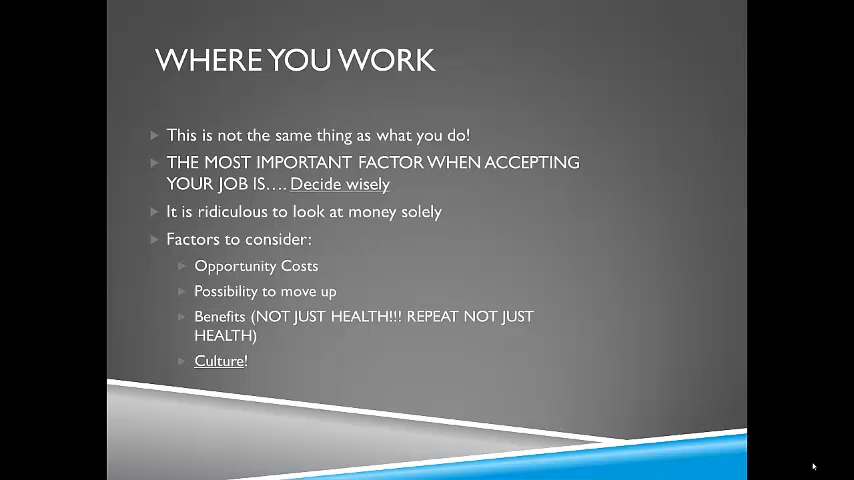 WHERE YOU WORK
This is not the same thing as what you do!
THE MOST IMPORTANT FACTOR WHEN ACCEPTING
YOUR JOB IS…. Decide wisely
It is ridiculous to look at money solely
Factors to consider:
Opportunity Costs
Possibility to move up
Benefits (NOT JUST HEALTH!!! REPEAT NOT JUST
HEALTH)
Culture!